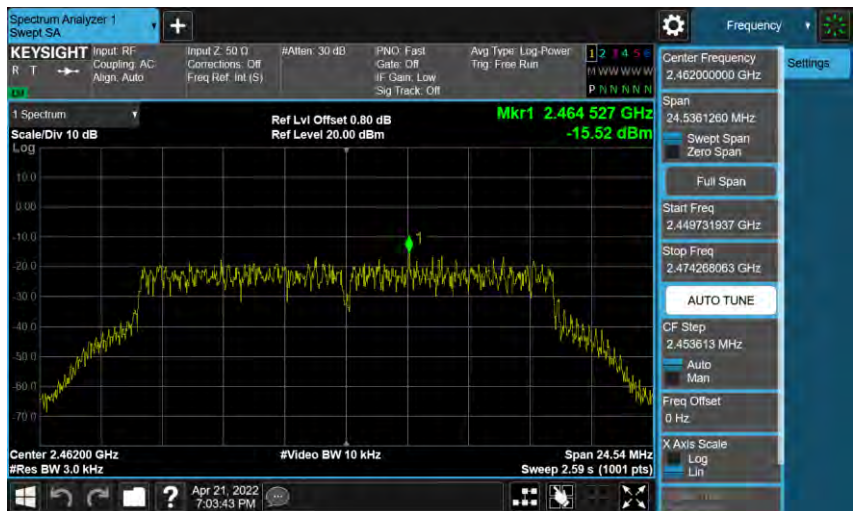 Spectrum Analyzer 1
Swept SA
+
Frequency
KEYSIGHT
R T
Input: RF
Coupling: AC
Align: Auto
Input Z: 50 Ω
Corrections: Off
Freq Ref: Int (S)
#Atten: 30 dB
PNO: Fast
Gate: Off
IF Gain: Low
Sig Track: Off
Avg Type: Log-Power
Trig: Free Run
1 2 3 4 5 6
M W W W W W
P N N N N N
Settings
1 Spectrum
Scale/Div 10 dB
Ref Lvl Offset 0.80 dB
Ref Level 20.00 dBm
Mkr1 2.464 527 GHz
-15.52 dBm
Log
10.0
0.00
-10.0
-20.0
-30.0
-40.0
-50.0
-60.0
-70.0
1
Center 2.46200 GHz
#Res BW 3.0 kHz
#Video BW 10 kHz
Span 24.54 MHz
Sweep 2.59 s (1001 pts)
Center Frequency
2.462000000 GHz
Span
24.5361260 MHz
Swept Span
Zero Span
Full Span
Start Freq
2.449731937 GHz
Stop Freq
2.474268063 GHz
AUTO TUNE
CF Step
2.453613 MHz
Auto
Man
Freq Offset
0 Hz
X Axis Scale
Log
Lin
?
Apr 21, 2022
7:03:43 PM